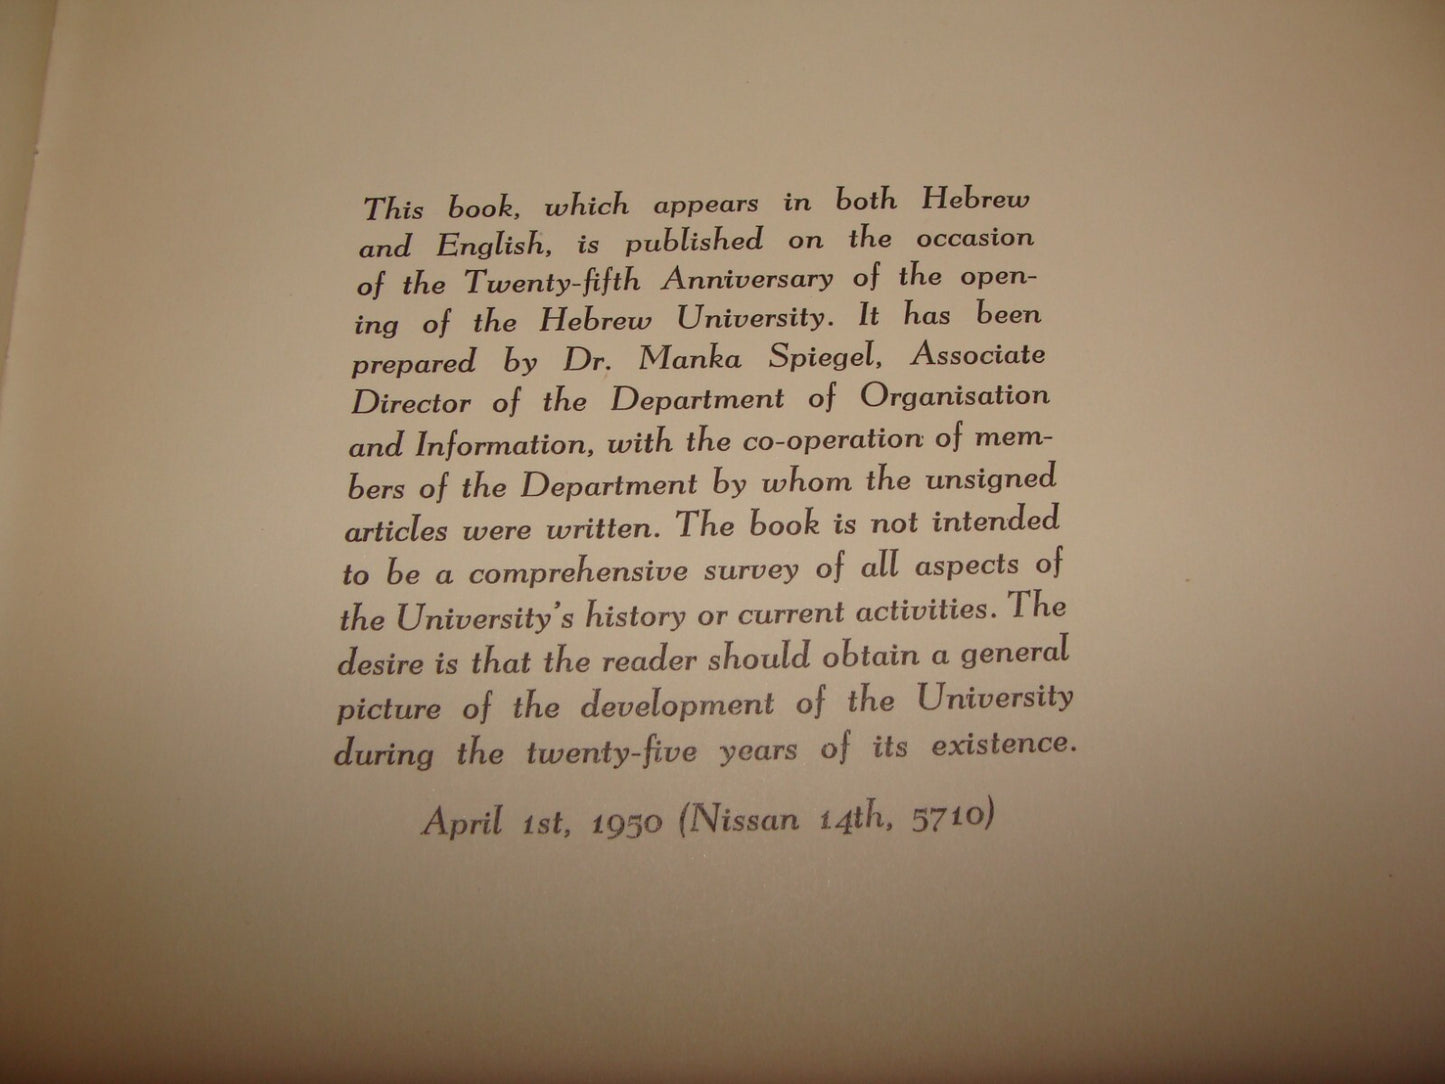 This book, which appears in both Hebrew
and English, is published on the occasion
of the Twenty-fifth Anniversary of the open-
ing of the Hebrew University. It has been
prepared by Dr. Manka Spiegel, Associate
Director of the Department of Organisation
and Information, with the co-operation of mem-
bers of the Department by whom the unsigned
articles were written. The book is not intended
to be a comprehensive survey of all aspects of
the University's history or current activities. The
desire is that the reader should obtain a general
picture of the development of the University
during the twenty-five years of its existence.
April 1st, 1950 (Nissan 14th, 5710)